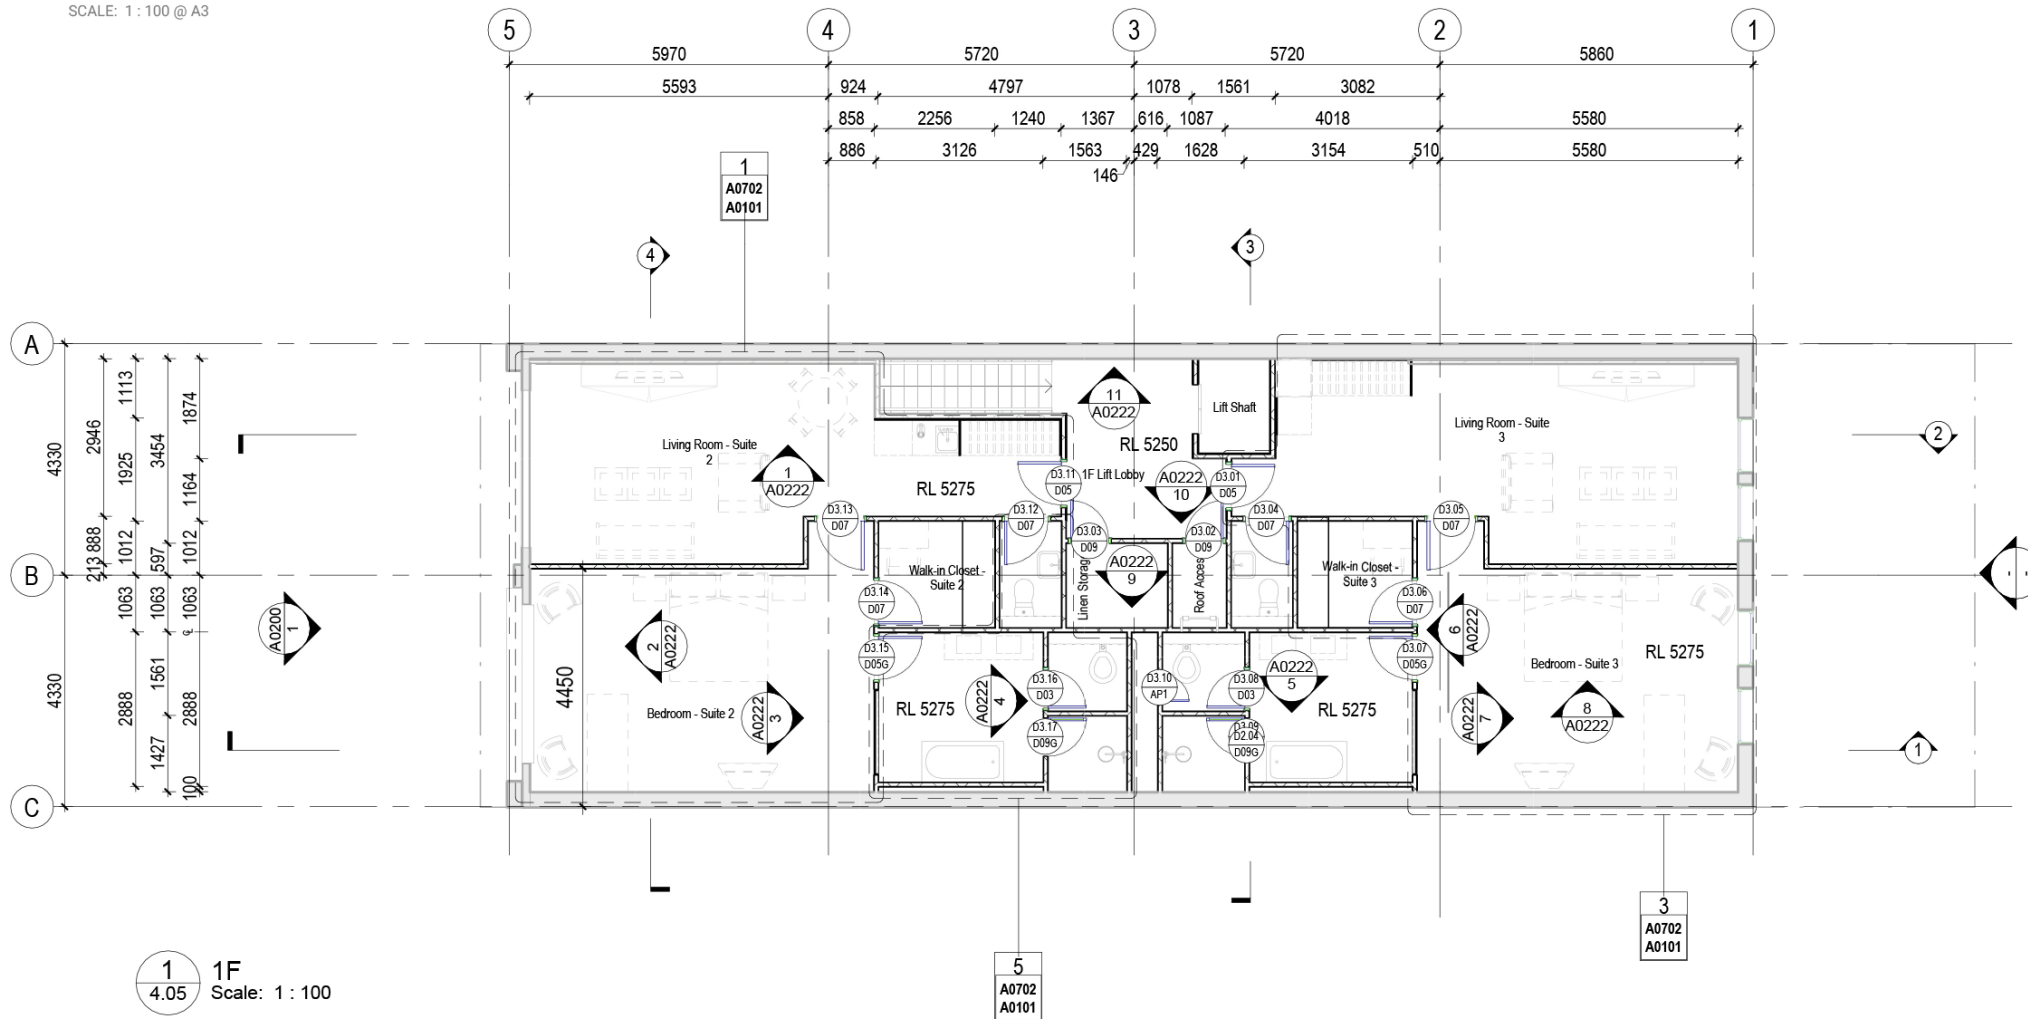 SCALE: 1 : 100 @ A3
5
4
3
2
1
5970
5720
5720
5860
5593
924
4797
1078
1561
3082
858
2256
1240
1367
616
1087
4018
5580
886
3126
1563
429
1628
3154
510
5580
146
1
A0702
A0101
4
3
A
B
C
4330
4330
2946
888
213
1113
1925
1012
1063
2888
3454
597
1063
1561
1427
1874
1164
1012
1063
2888
100
A0200
1
4450
Living Room - Suite
2
1
A0222
RL 5275
11
A0222
RL 5250
1F Lift Lobby
A0222
10
Lift Shaft
Living Room - Suite
3
2
D3.11
D05
D3.01
D05
D3.13
D07
D3.12
D07
D3.03
D09
D3.02
D09
D3.04
D07
D3.05
D07
Walk-in Closet -
Suite 2
Linen Storag
A0222
9
Roof Acces
Walk-in Closet -
Suite 3
D3.14
D07
D3.06
D07
2
A0222
D3.15
D05G
D3.07
D05G
6
A0222
Bedroom - Suite 3
RL 5275
Bedroom - Suite 2
A0222
3
RL 5275
A0222
4
D3.16
D03
D3.10
AP1
D3.08
D03
A0222
5
RL 5275
A0222
7
8
A0222
D3.17
D09G
D3.09
D2.04
D09G
1
3
A0702
A0101
5
A0702
A0101
1
4.05
1F
Scale: 1 : 100